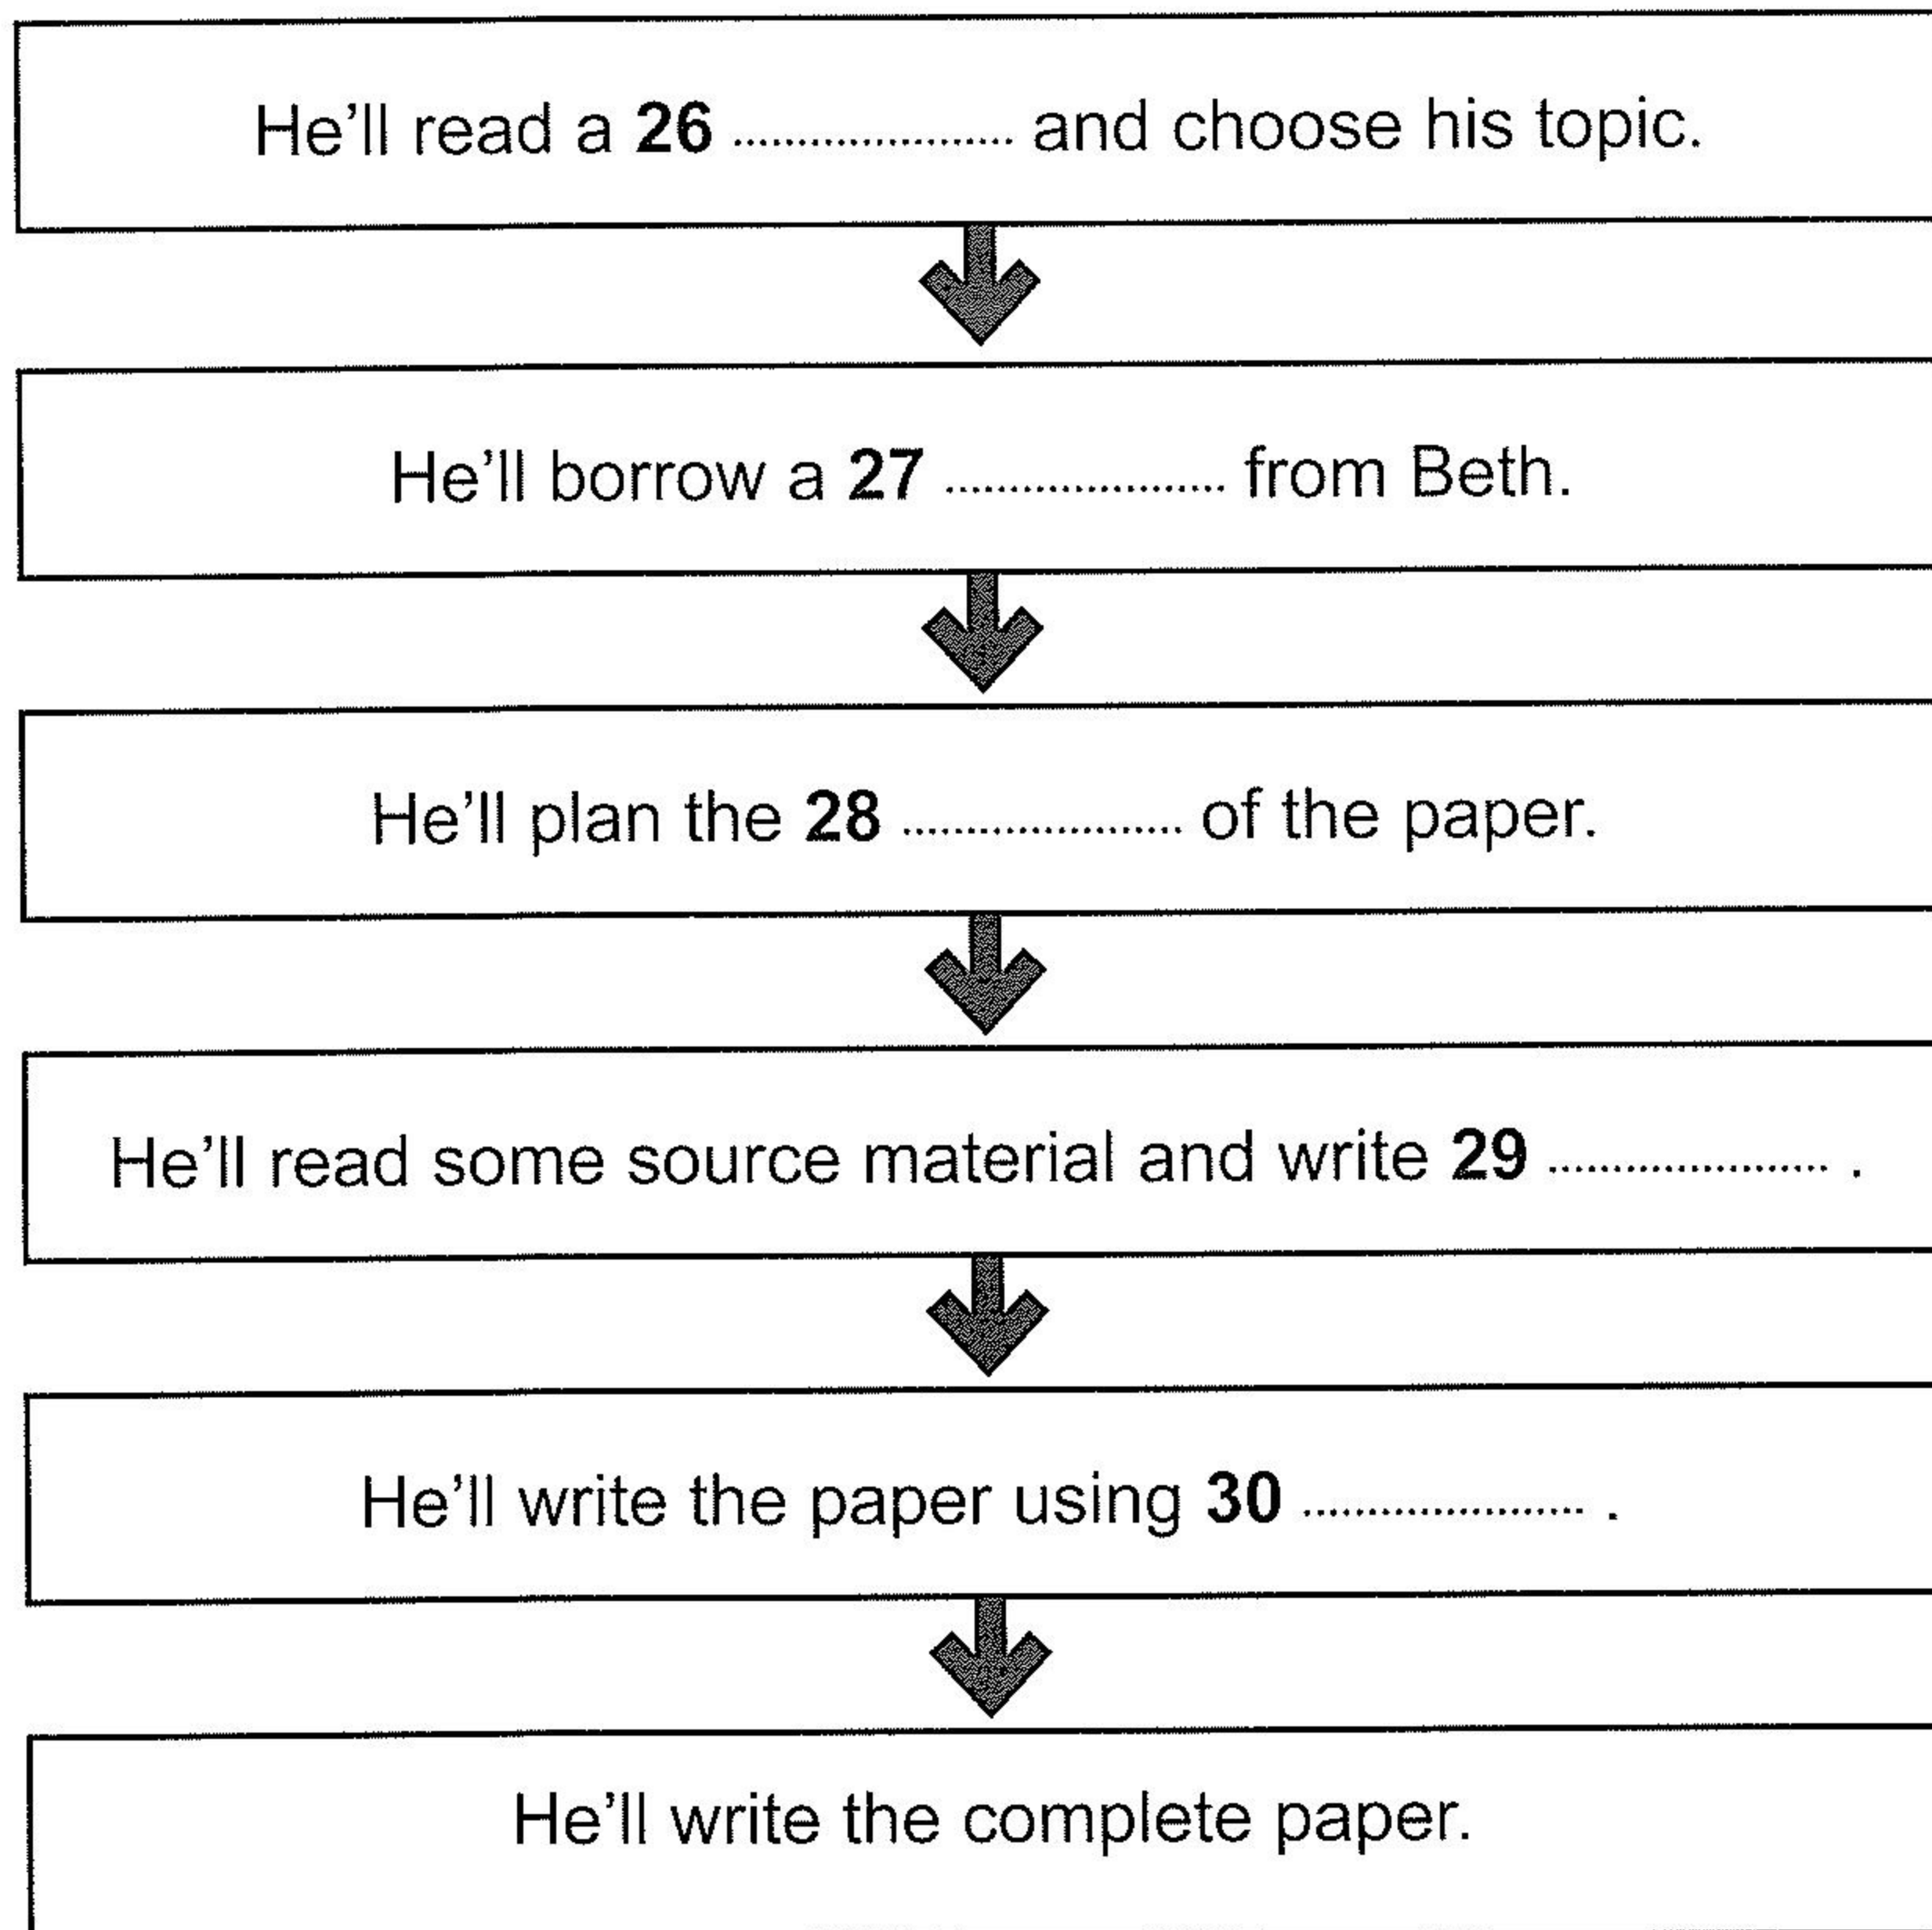 He'll read a 26 ........................ and choose his topic.
He'll borrow a 27 ........................ from Beth.
He'll plan the 28 ........................ of the paper.
He'll read some source material and write 29 ........................ .
He'll write the paper using 30 ........................ .
He'll write the complete paper.